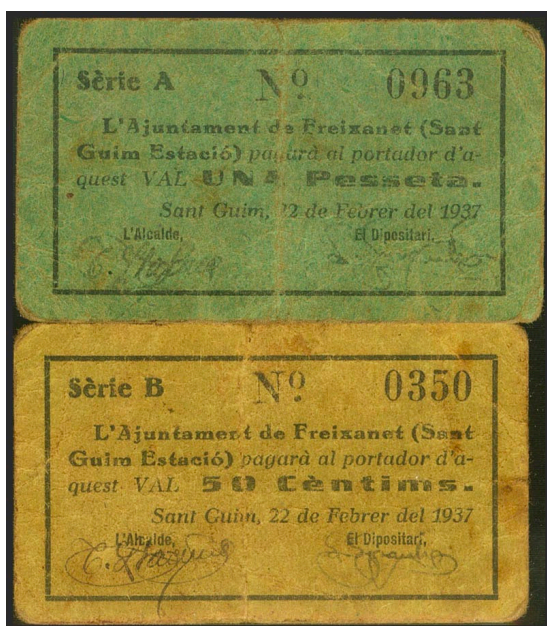 Sèrie A Nº 0963
L'Ajuntament de Freixanet (Sant
Guim Estació) pagarà al portador d'a-
quest VAL UNA Pesseta.
Sant Guim, 22 de Febrer del 1937
L'Alcalde, El Dipositari,
Sèrie B Nº 0350
L'Ajuntament de Freixanet (Sant
Guim Estació) pagarà al portador d'a-
quest VAL 50 Cèntims.
Sant Guim, 22 de Febrer del 1937
L'Alcalde, El Dipositari,